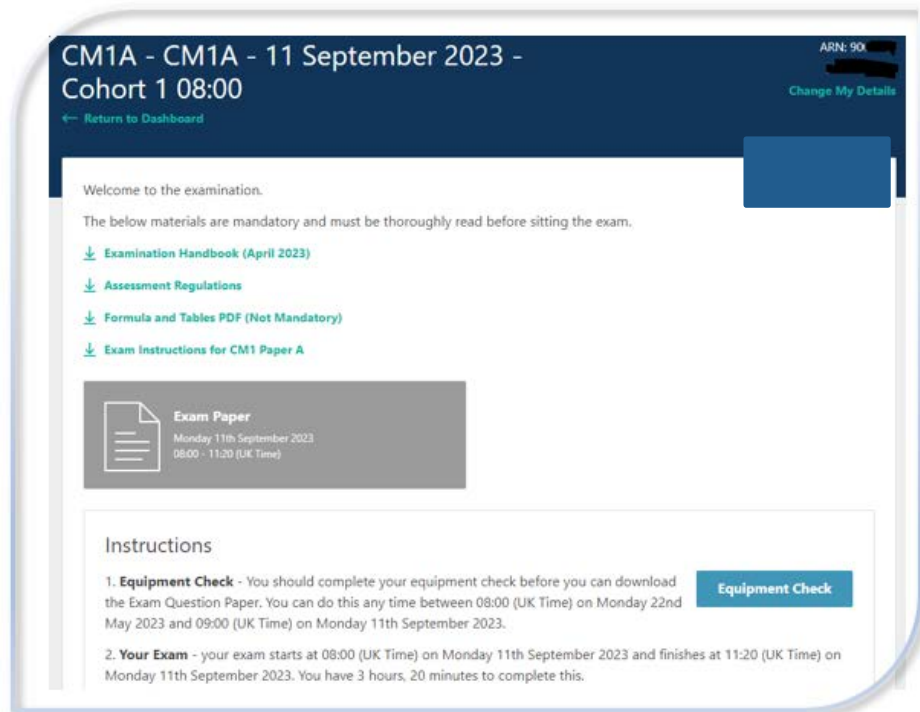 CM1A - CM1A - 11 September 2023 -
Cohort 1 08:00
ARN: 90
Change My Details
← Return to Dashboard
Welcome to the examination.
The below materials are mandatory and must be thoroughly read before sitting the exam.
Examination Handbook (April 2023)
Assessment Regulations
Formula and Tables PDF (Not Mandatory)
Exam Instructions for CM1 Paper A
Exam Paper
Monday 11th September 2023
08:00 - 11:20 (UK Time)
Instructions
1. Equipment Check - You should complete your equipment check before you can download
the Exam Question Paper. You can do this any time between 08:00 (UK Time) on Monday 22nd
May 2023 and 09:00 (UK Time) on Monday 11th September 2023.
Equipment Check
2. Your Exam - your exam starts at 08:00 (UK Time) on Monday 11th September 2023 and finishes at 11:20 (UK Time) on
Monday 11th September 2023. You have 3 hours, 20 minutes to complete this.